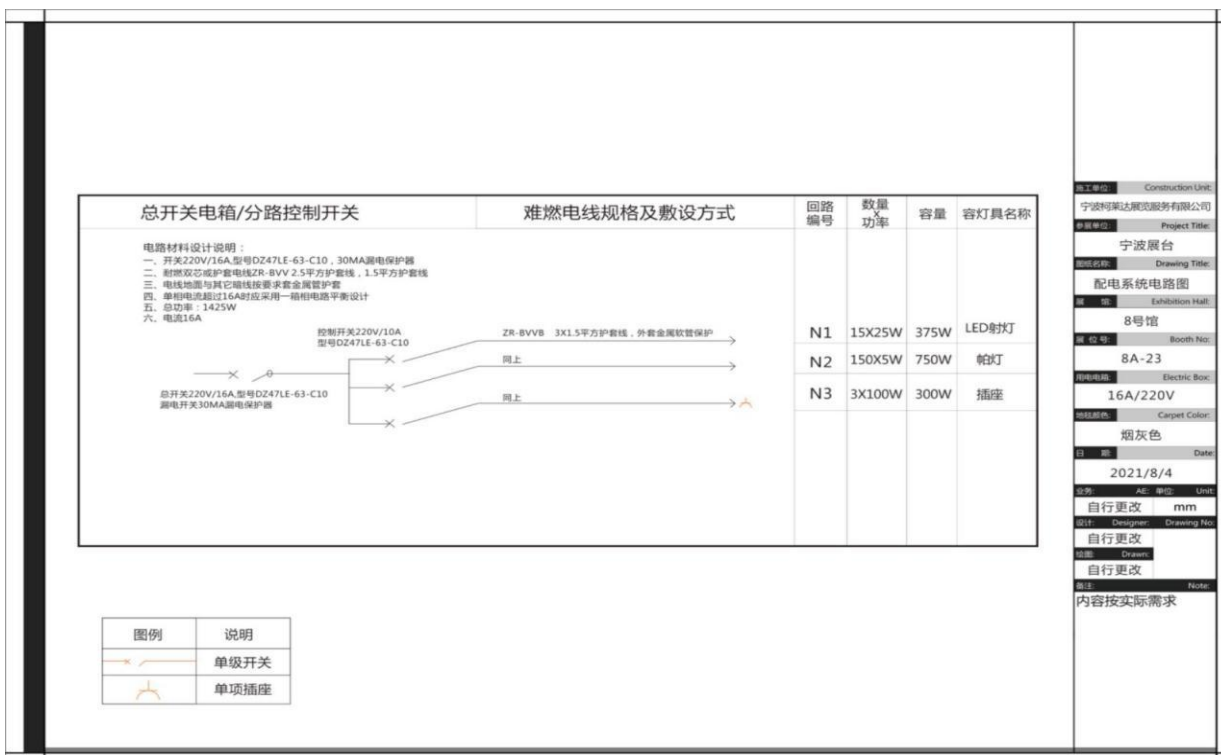 总开关电箱/分路控制开关
难燃电线规格及敷设方式
回路编号
数量x功率
容量
容灯具名称
电路材料设计说明：
一、开关220V/16A,型号DZ47LE-63-C10，30MA漏电保护器
二、耐燃双芯或护套电线ZR-BVV 2.5平方护套线，1.5平方护套线
三、电线地面与其它暗线按要求套金属管护套
四、单相电流超过16A时应采用一箱相电路平衡设计
五、总功率：1425W
六、电流16A
控制开关220V/10A
型号DZ47LE-63-C10
ZR-BVVB 3X1.5平方护套线，外套金属软管保护
N1 15X25W 375W LED射灯
同上
N2 150X5W 750W 帕灯
总开关220V/16A,型号DZ47LE-63-C10
漏电开关30MA漏电保护器
同上
N3 3X100W 300W 插座
图例 说明
单级开关
单项插座
施工单位: Construction Unit:
宁波柯莱达展览服务有限公司
参展单位: Project Title:
宁波展台
图纸名称: Drawing Title:
配电系统电路图
展 馆: Exhibition Hall:
8号馆
展 位 号: Booth No:
8A-23
用电电箱: Electric Box:
16A/220V
地毯颜色: Carpet Color:
烟灰色
日 期: Date:
2021/8/4
业务: AE: 单位: Unit:
自行更改 mm
设计: Designer: Drawing No:
自行更改
绘图: Drawn:
自行更改
备注: Note:
内容按实际需求